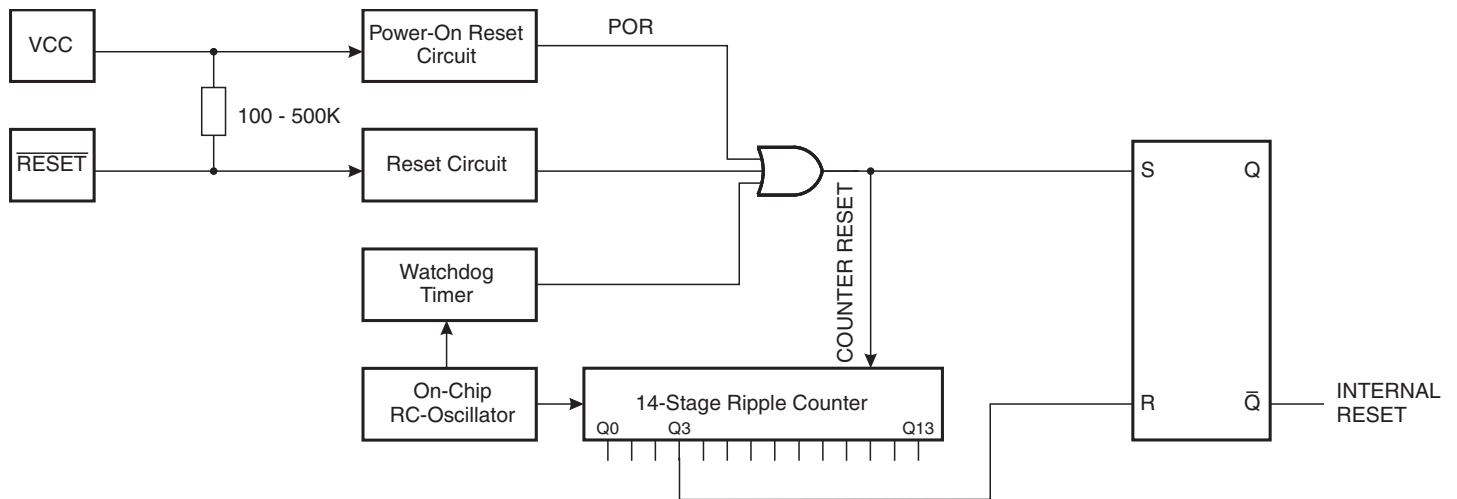 VCC
Power-On Reset
Circuit
POR
100 - 500K
RESET
Reset Circuit
Watchdog
Timer
On-Chip
RC-Oscillator
COUNTER RESET
14-Stage Ripple Counter
Q0
Q3
Q13
S
Q
R
Q̅
INTERNAL
RESET